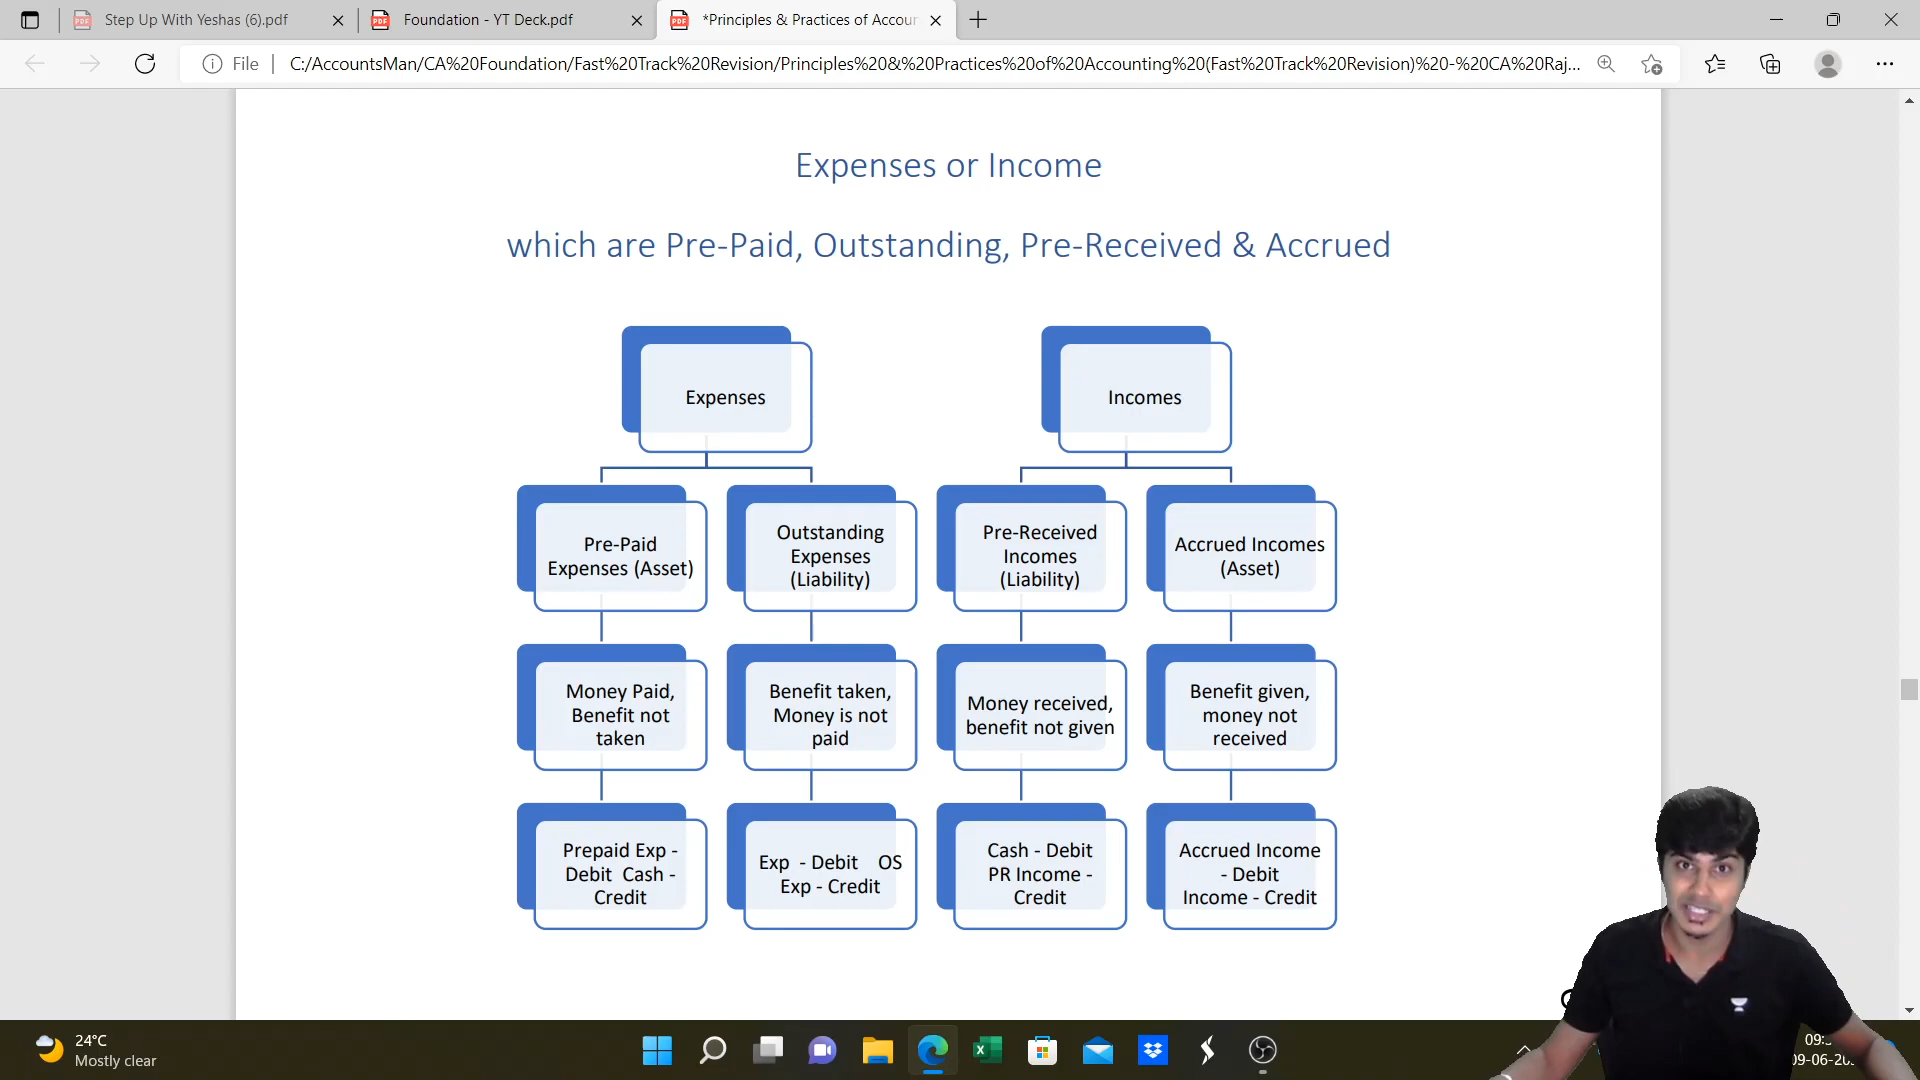 Step Up With Yeshas (6).pdf
Foundation - YT Deck.pdf
*Principles & Practices of Accour
File
C:/AccountsMan/CA%20Foundation/Fast%20Track%20Revision/Principles%20&%20Practices%20of%20Accounting%20(Fast%20Track%20Revision)%20-%20CA%20Raj...
Expenses or Income
which are Pre-Paid, Outstanding, Pre-Received & Accrued
Expenses
Incomes
Pre-Paid
Expenses (Asset)
Outstanding
Expenses
(Liability)
Pre-Received
Incomes
(Liability)
Accrued Incomes
(Asset)
Money Paid,
Benefit not
taken
Benefit taken,
Money is not
paid
Money received,
benefit not given
Benefit given,
money not
received
Prepaid Exp -
Debit Cash -
Credit
Exp - Debit OS
Exp - Credit
Cash - Debit
PR Income -
Credit
Accrued Income
- Debit
Income - Credit
24°C
Mostly clear
09:
09-06-20